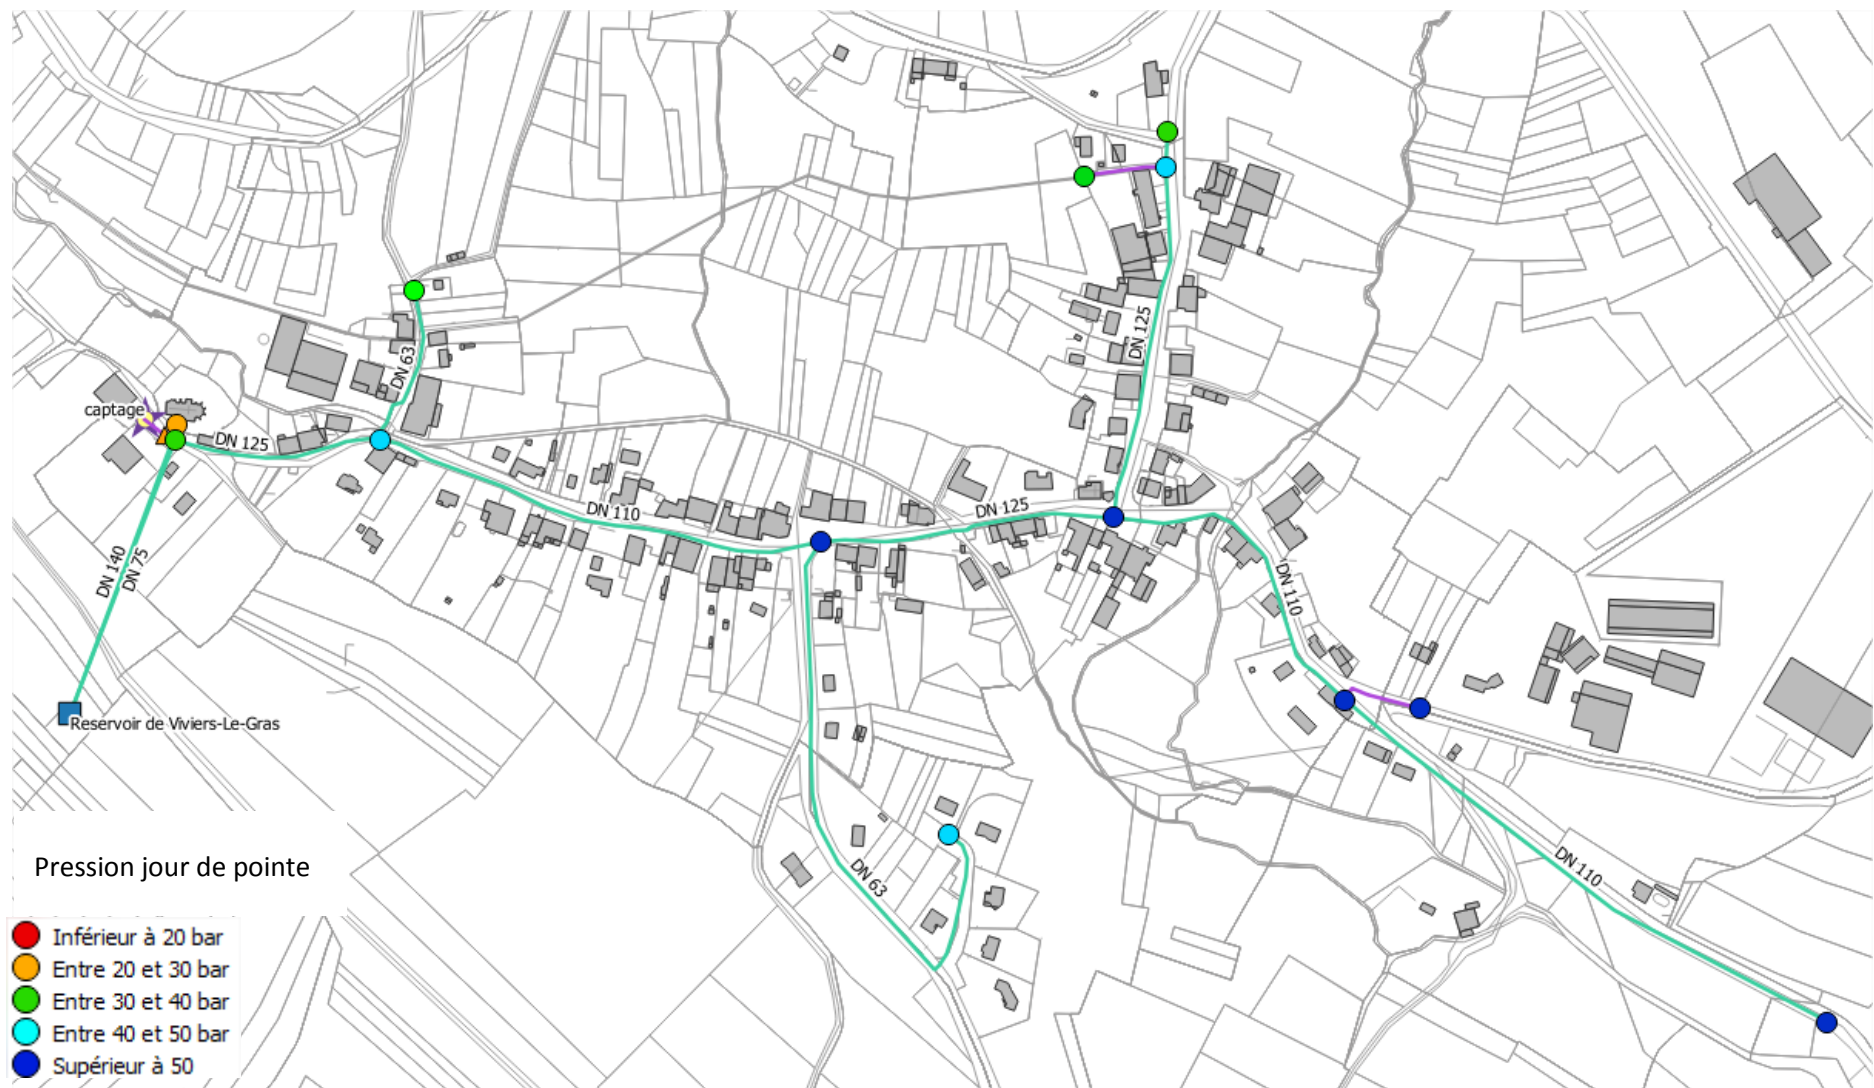 DN 125
DN 63
captage
DN 125
DN 125
DN 110
DN 140
DN 75
DN 110
Reservoir de Viviers-Le-Gras
DN 63
DN 110
Pression jour de pointe
Inférieur à 20 bar
Entre 20 et 30 bar
Entre 30 et 40 bar
Entre 40 et 50 bar
Supérieur à 50